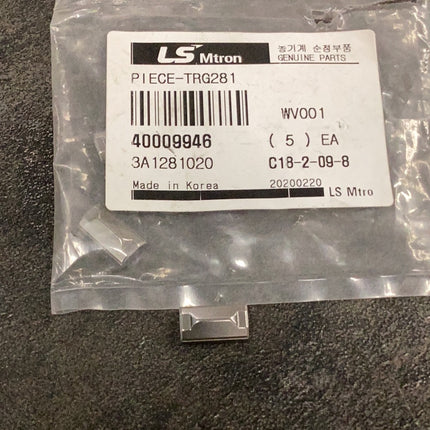 LS Mtron
농기계 순정부품
GENUINE PARTS
PIECE-TRG281
WV001
40009946
( 5 ) EA
3A1281020
C18-2-09-8
Made in Korea
20200220
LS Mtro